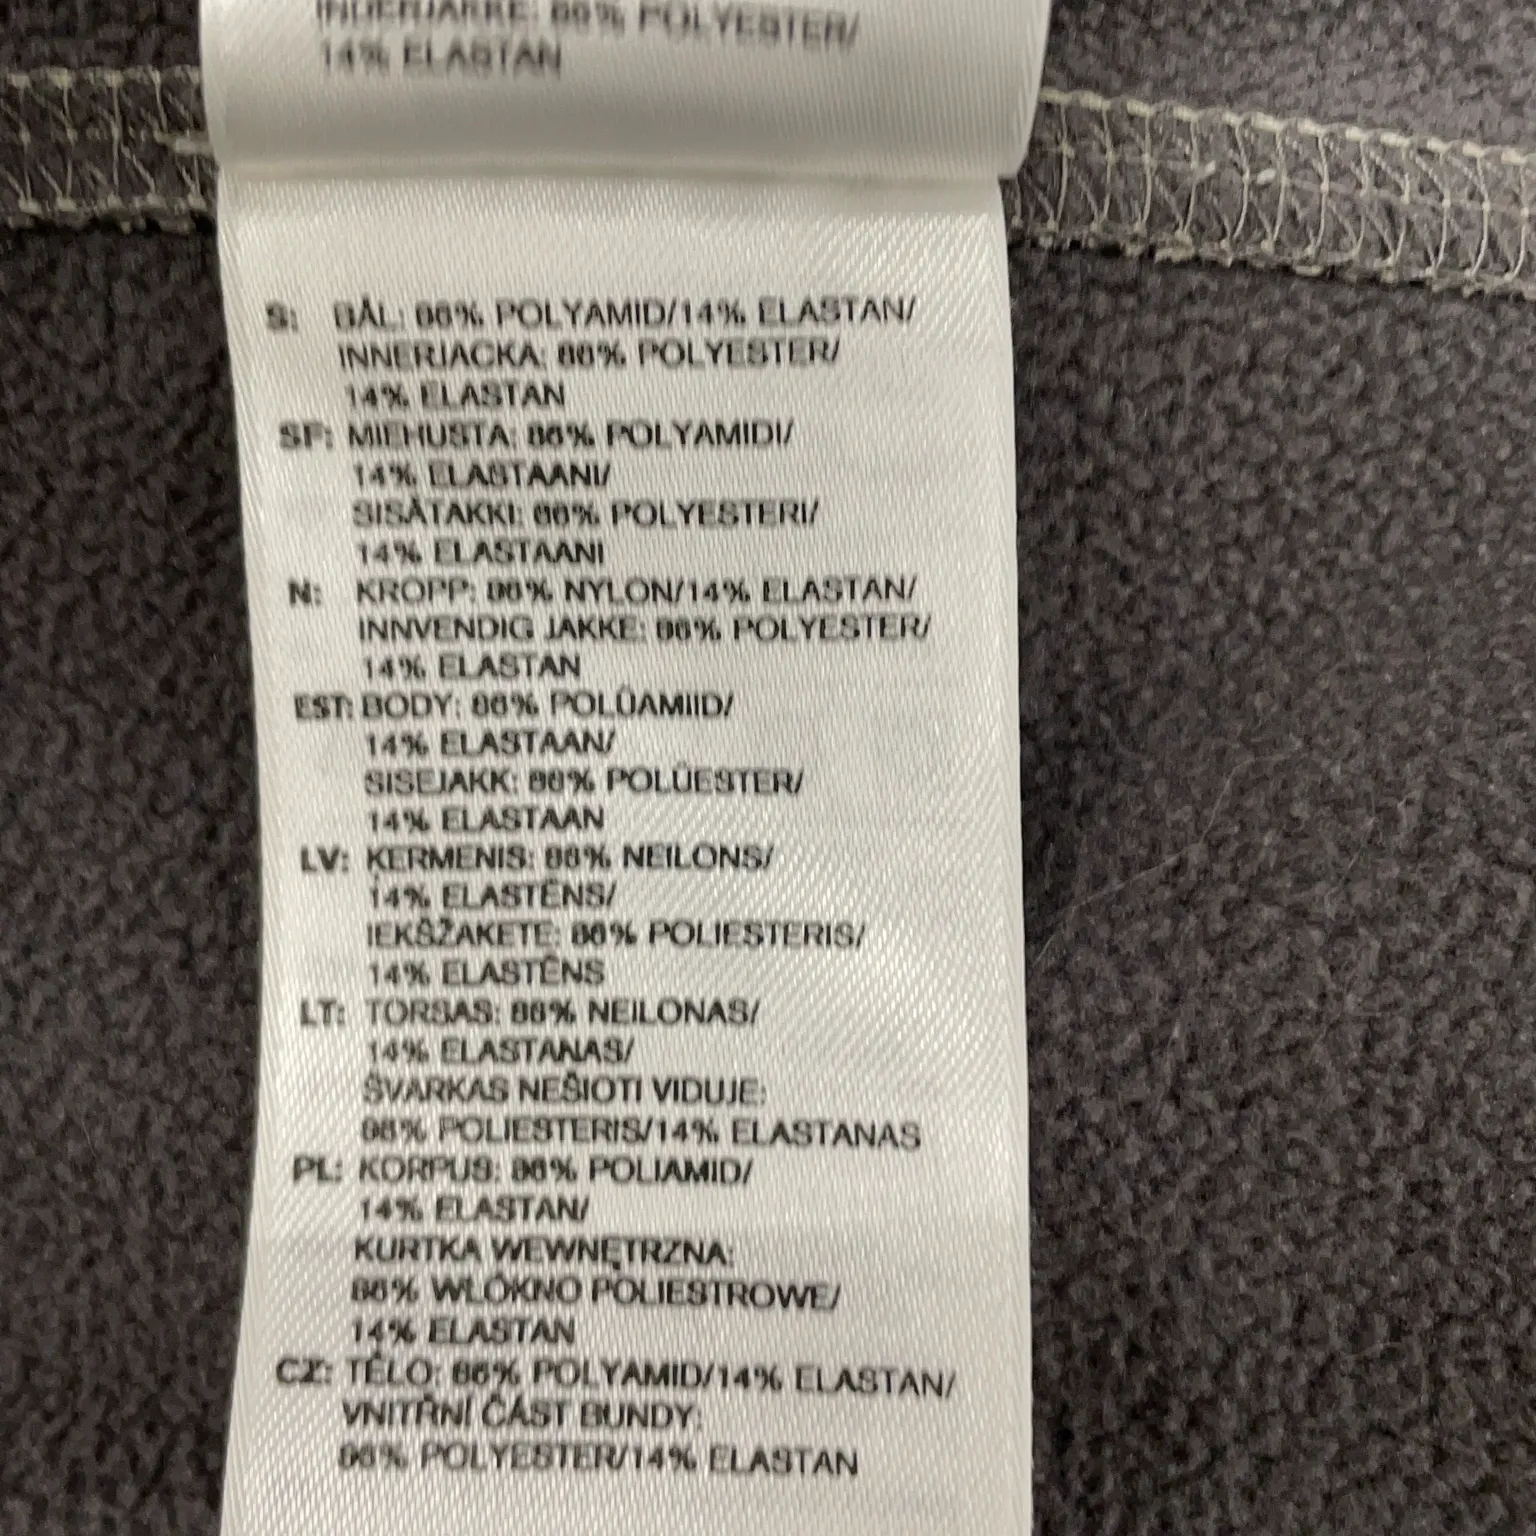 INDERJAKKE: 86% POLYESTER/
14% ELASTAN
S: BÅL: 86% POLYAMID/14% ELASTAN/
INNERJACKA: 86% POLYESTER/
14% ELASTAN
SF: MIEHUSTA: 86% POLYAMIDI/
14% ELASTAANI/
SISÄTAKKI: 86% POLYESTERI/
14% ELASTAANI
N: KROPP: 86% NYLON/14% ELASTAN/
INNVENDIG JAKKE: 86% POLYESTER/
14% ELASTAN
EST: BODY: 86% POLÜAMIID/
14% ELASTAAN/
SISEJAKK: 86% POLÜESTER/
14% ELASTAAN
LV: ĶERMENIS: 86% NEILONS/
14% ELASTĒNS/
IEKŠŽAKETE: 86% POLIESTERIS/
14% ELASTĒNS
LT: TORSAS: 86% NEILONAS/
14% ELASTANAS/
ŠVARKAS NEŠIOTI VIDUJE:
86% POLIESTERIS/14% ELASTANAS
PL: KORPUS: 86% POLIAMID/
14% ELASTAN/
KURTKA WEWNĘTRZNA:
86% WŁÓKNO POLIESTROWE/
14% ELASTAN
CZ: TĚLO: 86% POLYAMID/14% ELASTAN/
VNITŘNÍ ČÁST BUNDY:
86% POLYESTER/14% ELASTAN